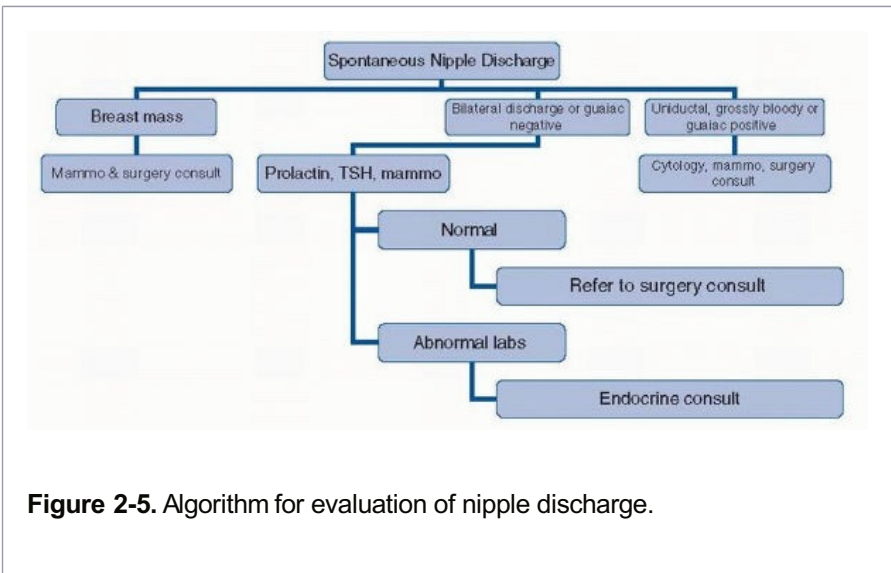 Spontaneous Nipple Discharge
Breast mass
Bilateral discharge or guaiac
negative
Uniductal, grossly bloody or
guaiac positive
Mammo & surgery consult
Prolactin, TSH, mammo
Cytology, mammo, surgery
consult
Normal
Refer to surgery consult
Abnormal labs
Endocrine consult
Figure 2-5. Algorithm for evaluation of nipple discharge.